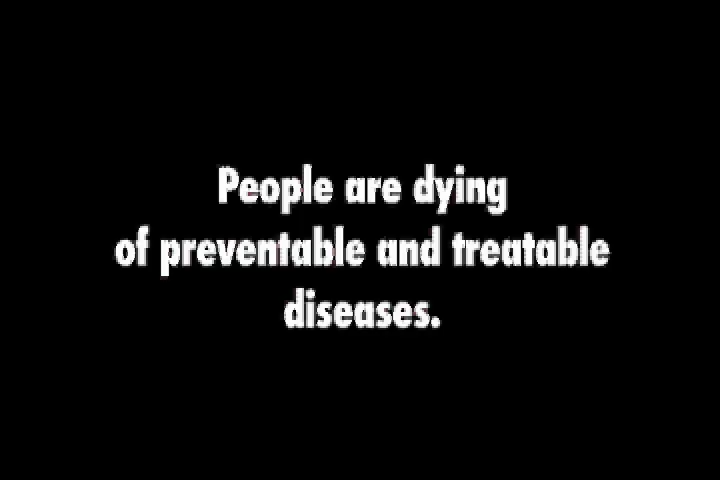 People are dying
of preventable and treatable
diseases.